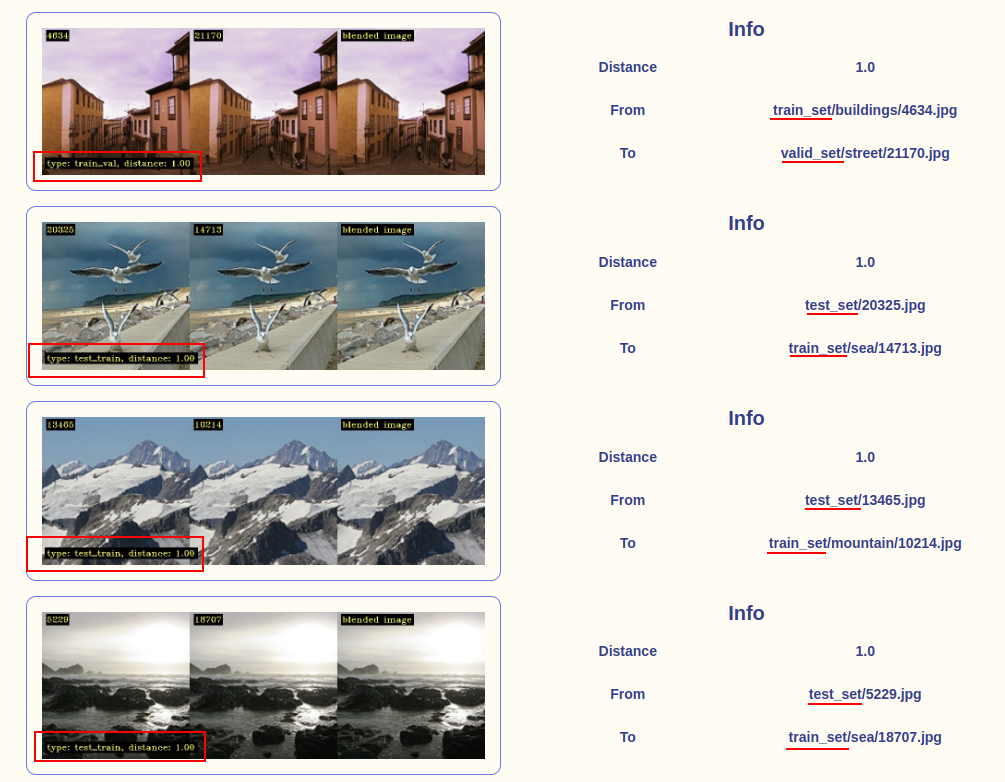 4634 21170 blended image
type: train_val, distance: 1.00
Info
Distance 1.0
From train_set/buildings/4634.jpg
To valid_set/street/21170.jpg
20325 14713 blended image
type: test_train, distance: 1.00
Info
Distance 1.0
From test_set/20325.jpg
To train_set/sea/14713.jpg
13465 10214 blended image
type: test_train, distance: 1.00
Info
Distance 1.0
From test_set/13465.jpg
To train_set/mountain/10214.jpg
5229 18707 blended image
type: test_train, distance: 1.00
Info
Distance 1.0
From test_set/5229.jpg
To train_set/sea/18707.jpg